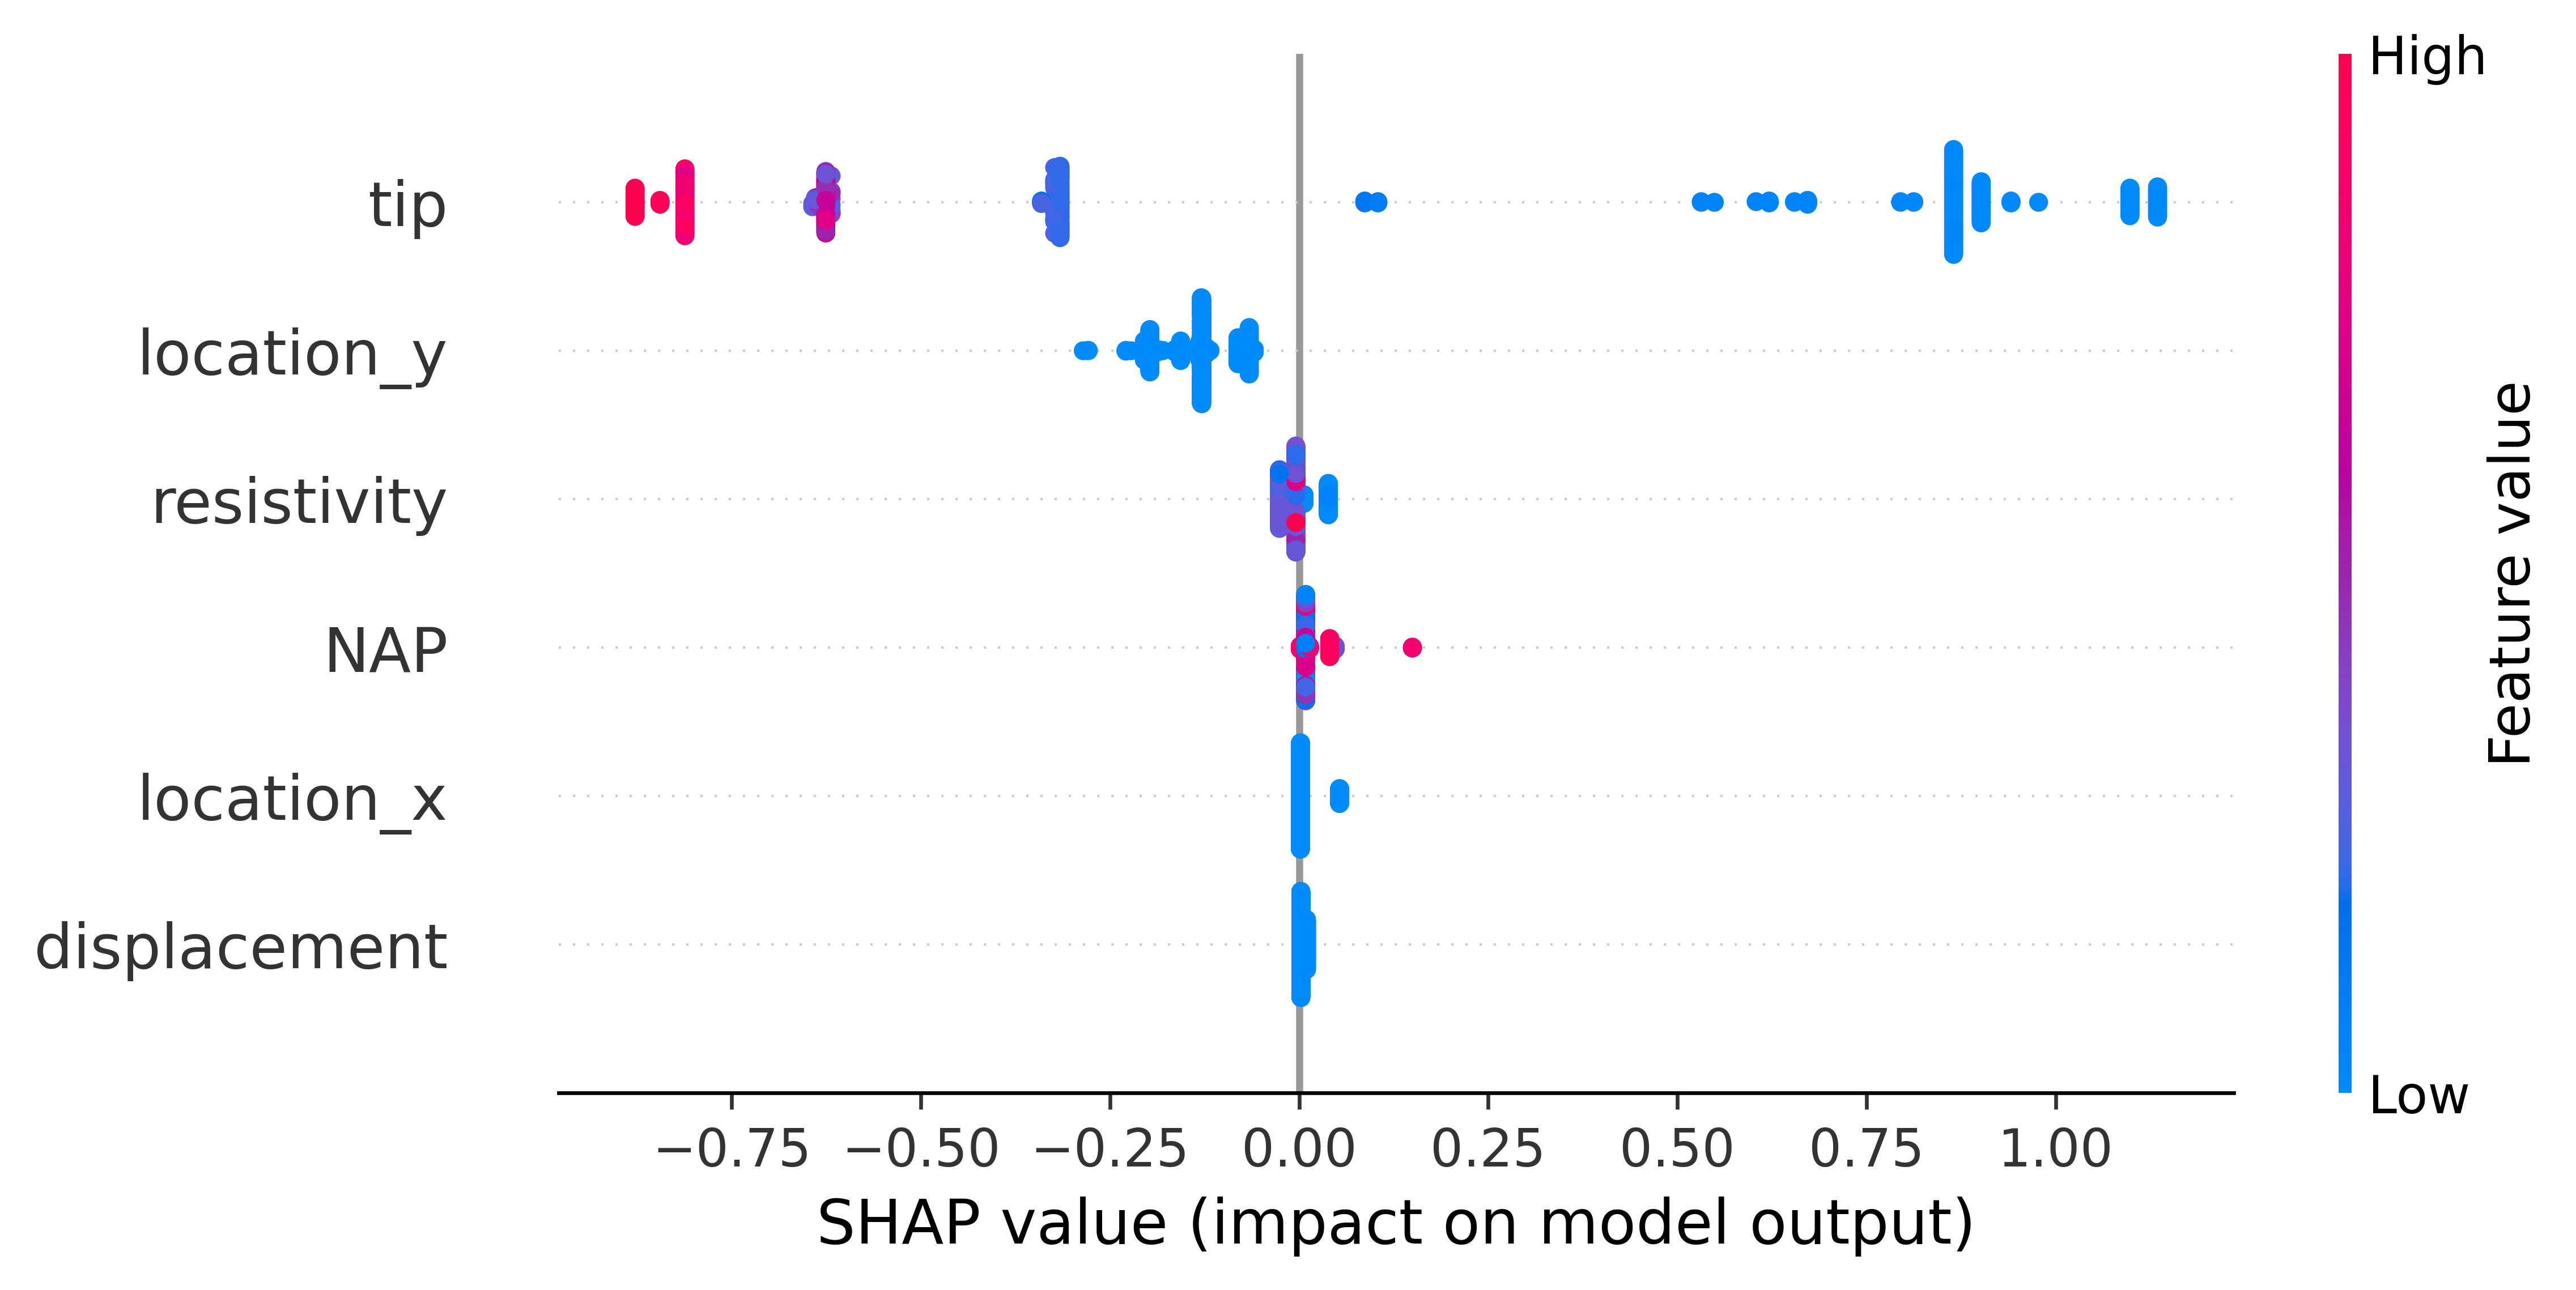 High
tip
location_y
resistivity
NAP
location_x
displacement
Feature value
Low
−0.75 −0.50 −0.25 0.00 0.25 0.50 0.75 1.00
SHAP value (impact on model output)